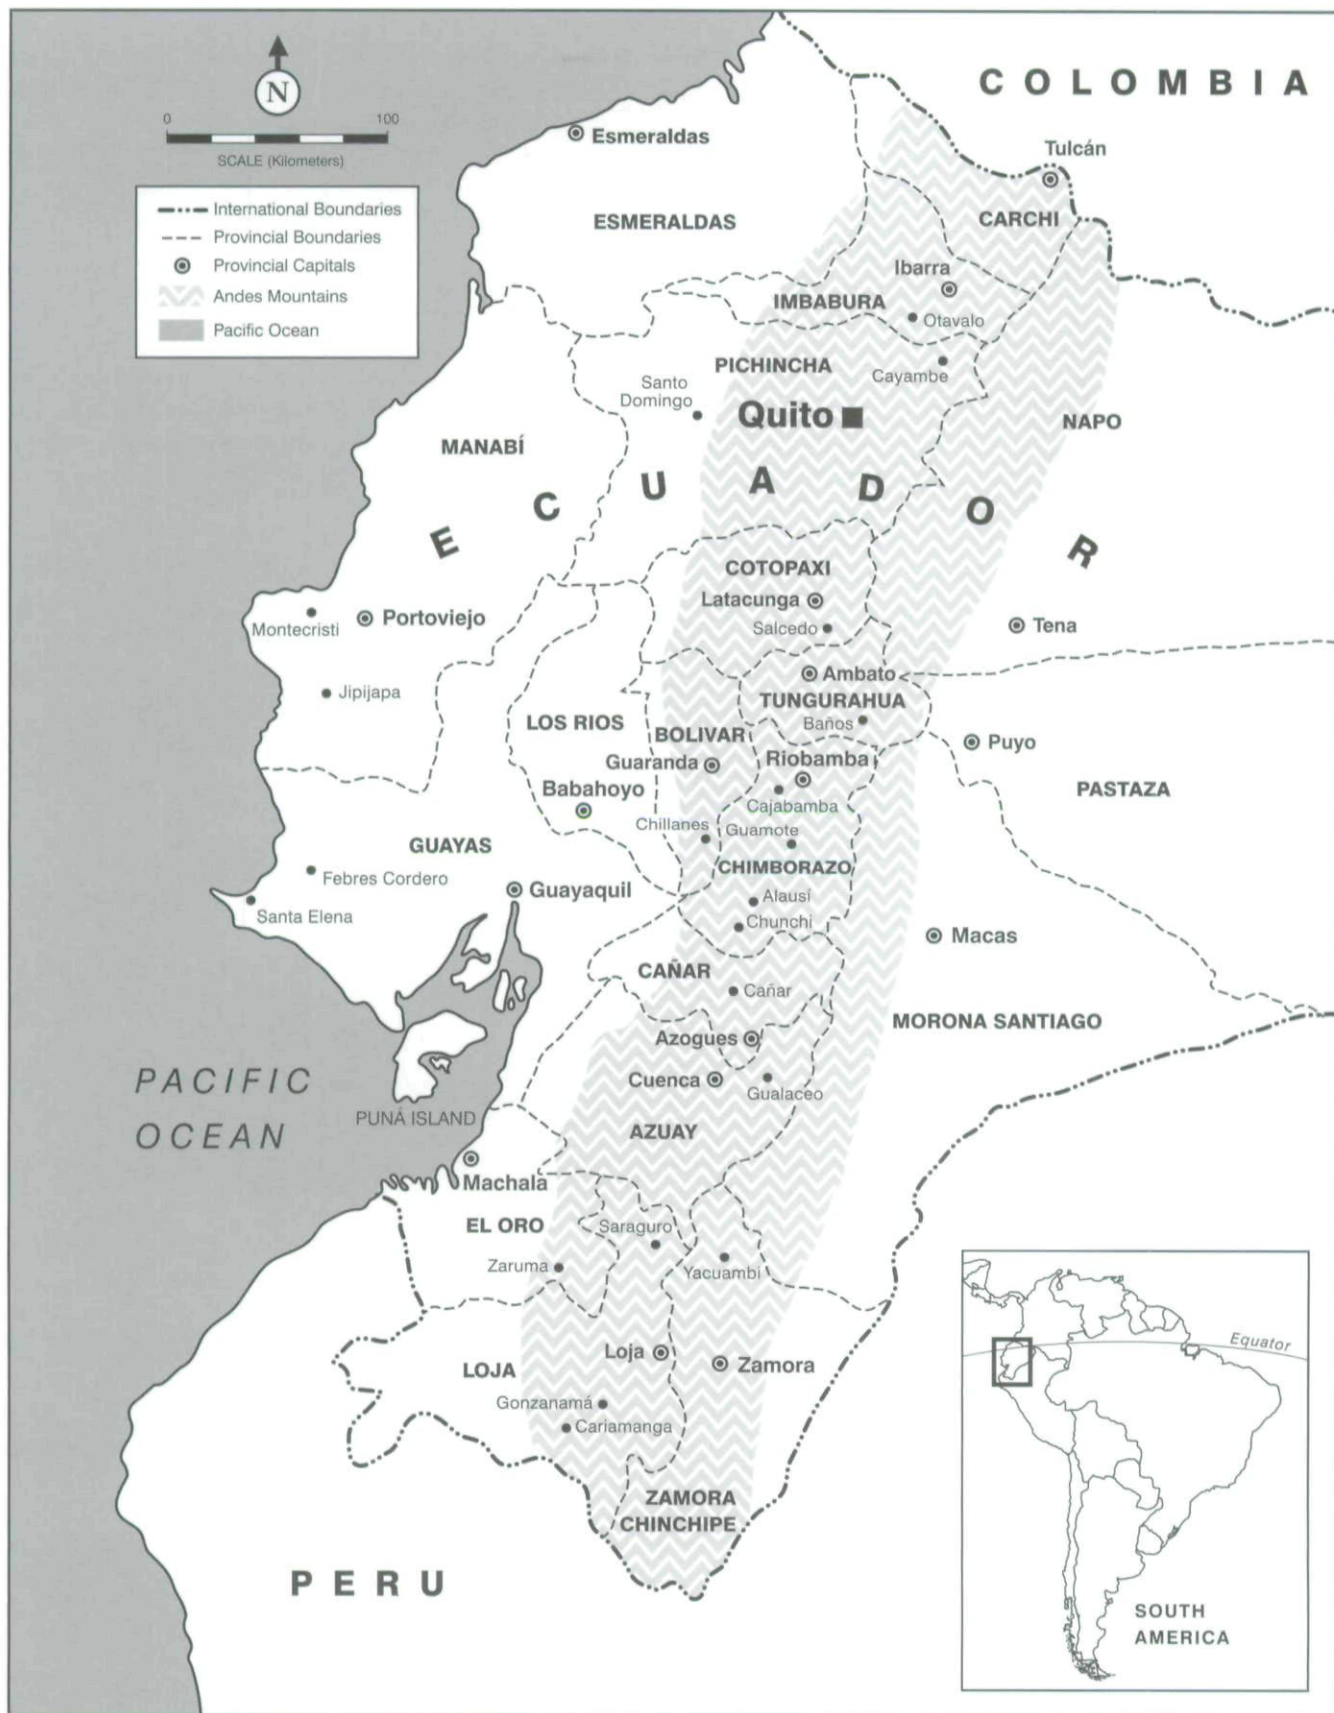 COLOMBIA
N
0 100
SCALE (Kilometers)
International Boundaries
Provincial Boundaries
Provincial Capitals
Andes Mountains
Pacific Ocean
Esmeraldas
ESMERALDAS
Tulcán
CARCHI
Ibarra
IMBABURA
Otavalo
PICHINCHA
Cayambe
Santo
Domingo
Quito
NAPO
MANABÍ
ECUADOR
COTOPAXI
Latacunga
Salcedo
Montecristi
Portoviejo
Tena
Jipijapa
Ambato
TUNGURAHUA
Baños
LOS RIOS
BOLIVAR
Guaranda
Riobamba
Cajabamba
Puyo
PASTAZA
Babahoyo
Chillanes
Guamote
CHIMBORAZO
GUAYAS
Febres Cordero
Guayaquil
Santa Elena
Alausí
Chunchi
Macas
CAÑAR
Cañar
MORONA SANTIAGO
Azogues
Cuenca
Gualaceo
PACIFIC
OCEAN
PUNÁ ISLAND
AZUAY
Machala
EL ORO
Saraguro
Zaruma
Yacuambi
LOJA
Loja
Zamora
Gonzanamá
Cariamanga
ZAMORA
CHINCHIPE
PERU
Equator
SOUTH
AMERICA